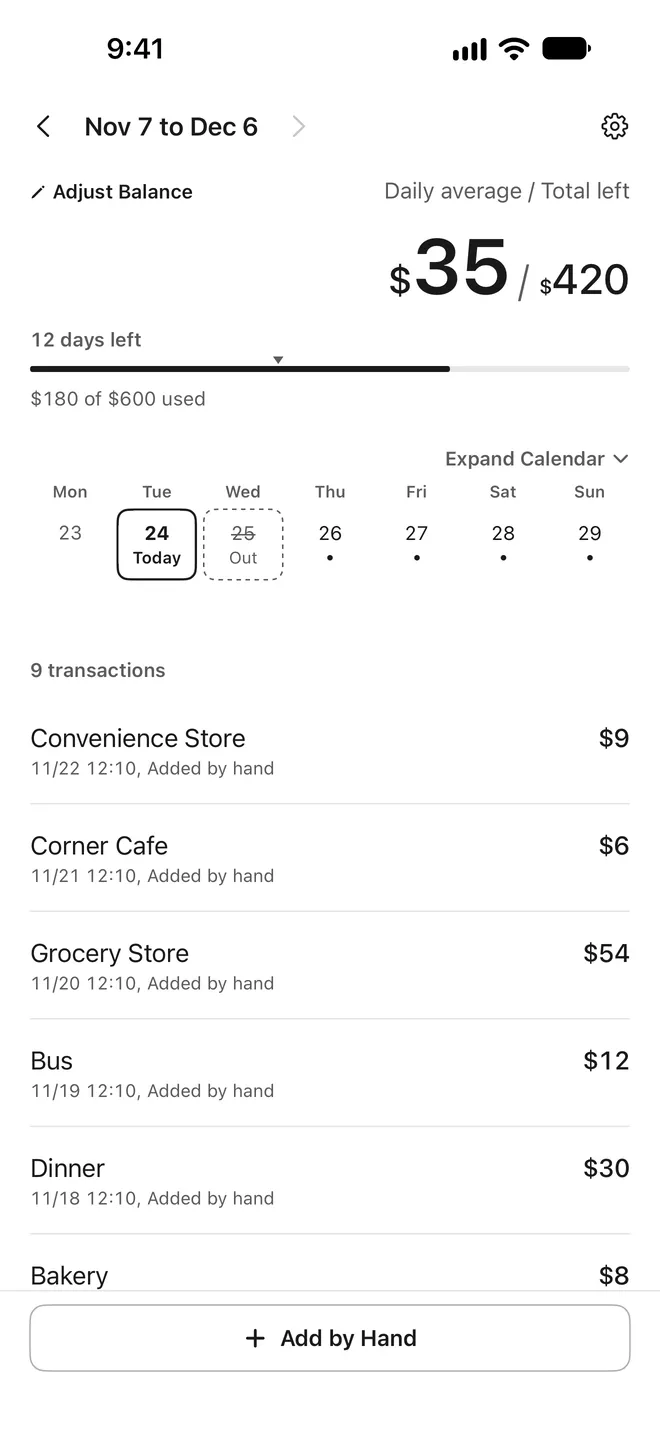 9:41
Nov 7 to Dec 6
Adjust Balance
Daily average / Total left
$35 / $420
12 days left
$180 of $600 used
Expand Calendar
Mon Tue Wed Thu Fri Sat Sun
23 24 25 26 27 28 29
Today Out
9 transactions
Convenience Store $9
11/22 12:10, Added by hand
Corner Cafe $6
11/21 12:10, Added by hand
Grocery Store $54
11/20 12:10, Added by hand
Bus $12
11/19 12:10, Added by hand
Dinner $30
11/18 12:10, Added by hand
Bakery $8
+ Add by Hand